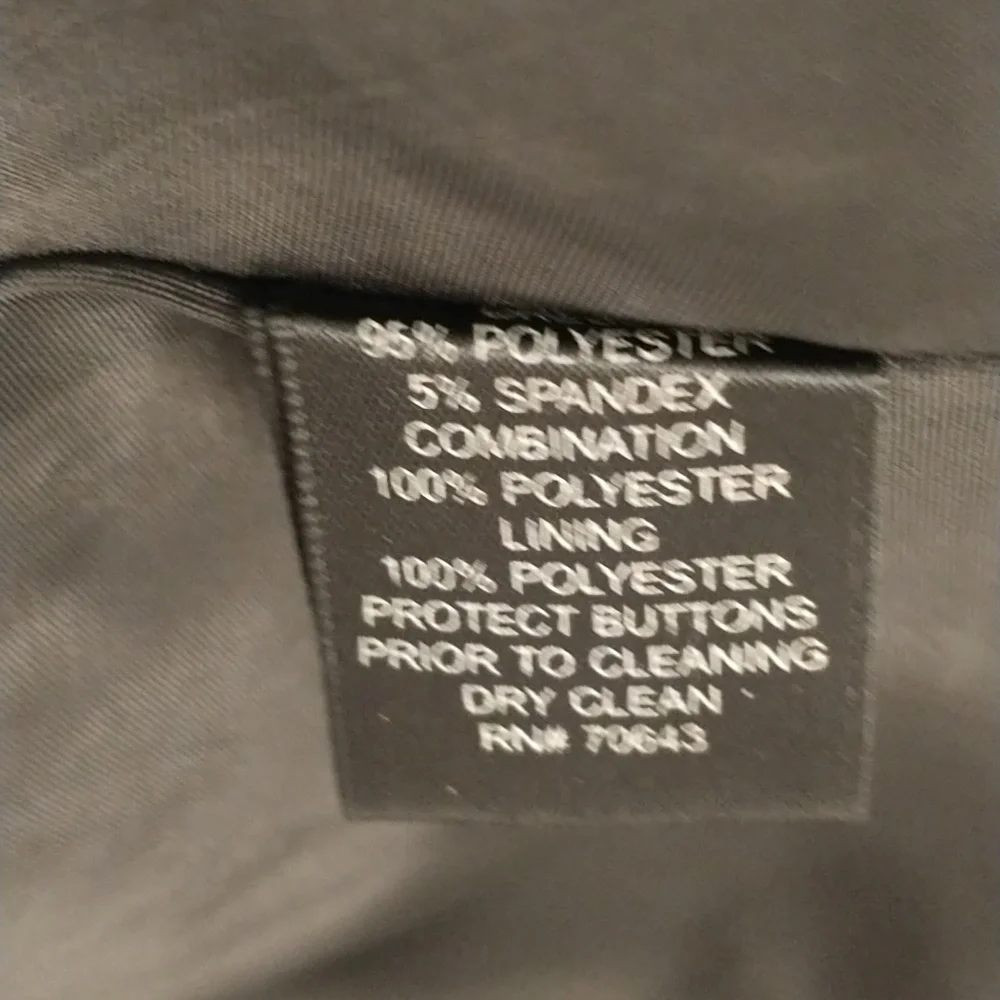 95% POLYESTER
5% SPANDEX
COMBINATION
100% POLYESTER
LINING
100% POLYESTER
PROTECT BUTTONS
PRIOR TO CLEANING
DRY CLEAN
RN# 70643